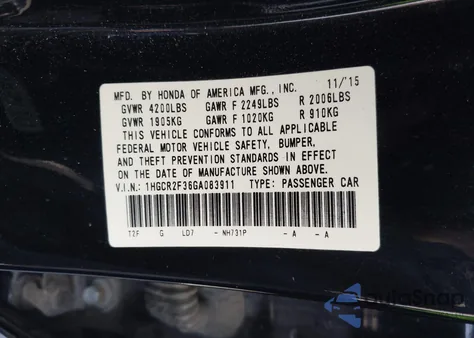 MFD. BY HONDA OF AMERICA MFG., INC. 11/'15
GVWR 4200LBS GAWR F 2249LBS R 2006LBS
GVWR 1905KG GAWR F 1020KG R 910KG
THIS VEHICLE CONFORMS TO ALL APPLICABLE
FEDERAL MOTOR VEHICLE SAFETY, BUMPER,
AND THEFT PREVENTION STANDARDS IN EFFECT
ON THE DATE OF MANUFACTURE SHOWN ABOVE.
V.I.N.: 1HGCR2F36GA083911 TYPE: PASSENGER CAR
T2F G LD7 - NH731P - A - A
AutoSnap